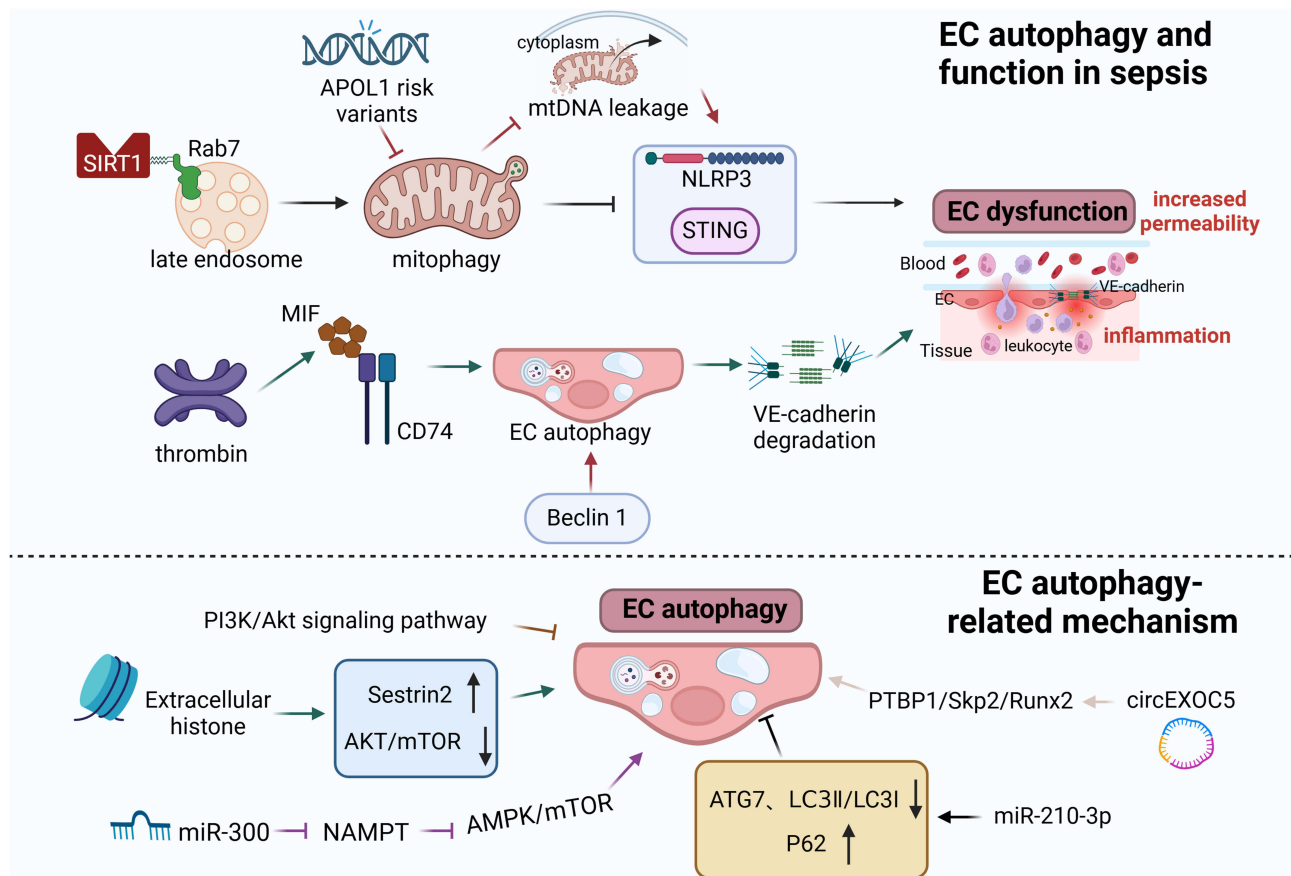 EC autophagy and
function in sepsis
cytoplasm
mtDNA leakage
APOL1 risk
variants
SIRT1
Rab7
late endosome
mitophagy
NLRP3
STING
EC dysfunction
increased
permeability
Blood
EC
VE-cadherin
Tissue
leukocyte
inflammation
MIF
thrombin
CD74
EC autophagy
VE-cadherin
degradation
Beclin 1
EC autophagy-
related mechanism
EC autophagy
PI3K/Akt signaling pathway
Extracellular
histone
Sestrin2
AKT/mTOR
PTBP1/Skp2/Runx2
circEXOC5
miR-300
NAMPT
AMPK/mTOR
ATG7、LC3Ⅱ/LC3Ⅰ
P62
miR-210-3p